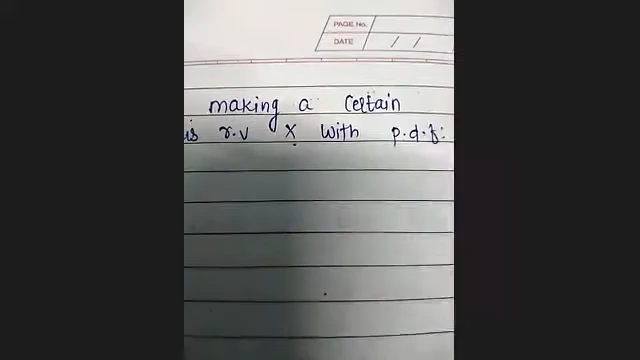 PAGE No.
DATE / /
making a certain
is r.v X with p.d.f: